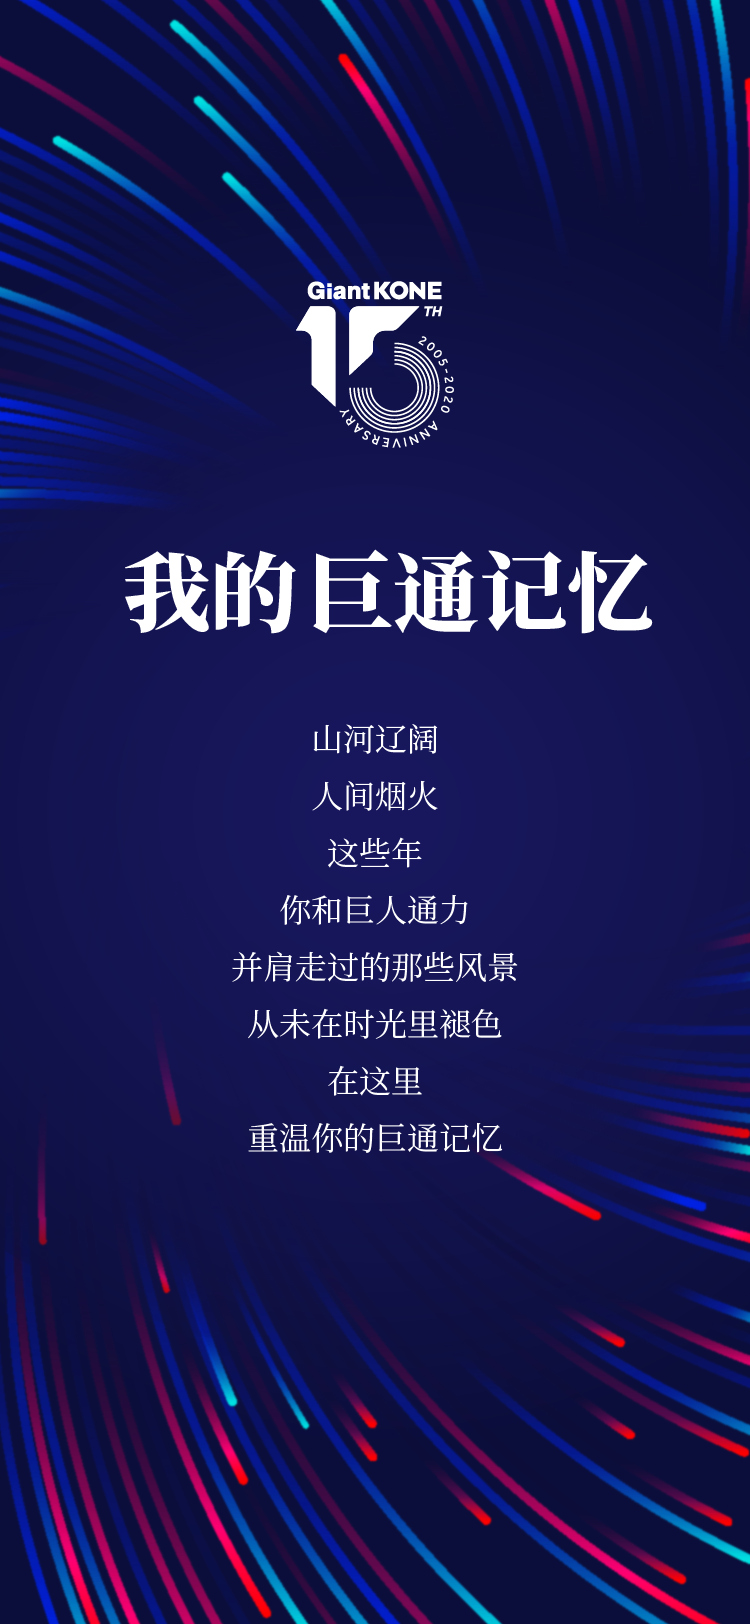 GiantKONE
15TH
2005-2020 ANNIVERSARY
我的巨通记忆
山河辽阔
人间烟火
这些年
你和巨人通力
并肩走过的那些风景
从未在时光里褪色
在这里
重温你的巨通记忆